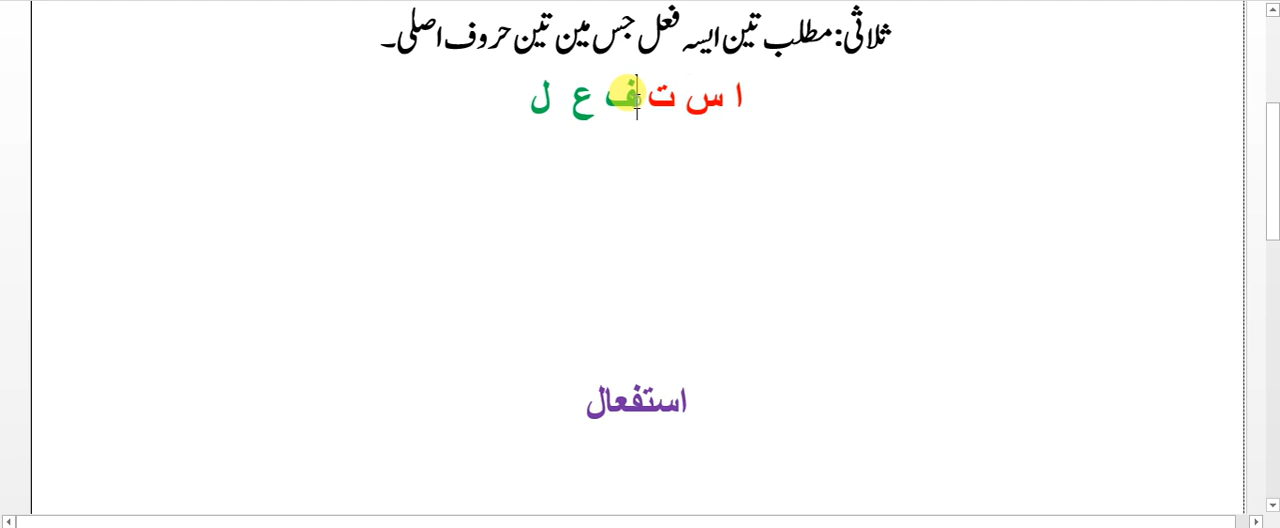 ثلاثی: مطلب تین ایسہ فعل جس مین تین حروف اصلی۔
ا س ت ف ع ل
استفعال